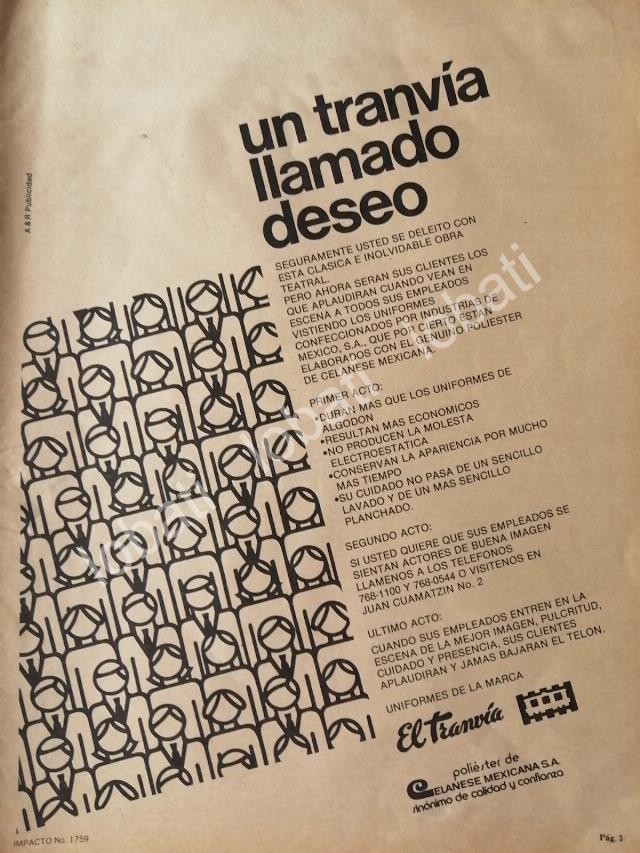 A & R Publicidad
un tranvía
llamado
deseo
SEGURAMENTE USTED SE DELEITO CON
ESTA CLASICA E INOLVIDABLE OBRA
TEATRAL.
PERO AHORA SERAN SUS CLIENTES LOS
QUE APLAUDIRAN CUANDO VEAN EN
ESCENA A TODOS SUS EMPLEADOS
VISTIENDO LOS UNIFORMES
CONFECCIONADOS POR INDUSTRIAS DE
MEXICO, S.A., QUE POR CIERTO ESTAN
ELABORADOS CON EL GENUINO POLIESTER
DE CELANESE MEXICANA.
PRIMER ACTO:
•DURAN MAS QUE LOS UNIFORMES DE
ALGODON
•RESULTAN MAS ECONOMICOS
•NO PRODUCEN LA MOLESTA
ELECTROESTATICA
•CONSERVAN LA APARIENCIA POR MUCHO
MAS TIEMPO
•SU CUIDADO NO PASA DE UN SENCILLO
LAVADO Y DE UN MAS SENCILLO
PLANCHADO.
SEGUNDO ACTO:
SI USTED QUIERE QUE SUS EMPLEADOS SE
SIENTAN ACTORES DE BUENA IMAGEN
LLAMENOS A LOS TELEFONOS
768-1100 Y 768-0544 O VISITENOS EN
JUAN CUAMATZIN No. 2
ULTIMO ACTO:
CUANDO SUS EMPLEADOS ENTREN EN LA
ESCENA DE LA MEJOR IMAGEN, PULCRITUD,
CUIDADO Y PRESENCIA, SUS CLIENTES
APLAUDIRAN Y JAMAS BAJARAN EL TELON.
UNIFORMES DE LA MARCA
El Tranvía
poliéster de
CELANESE MEXICANA S.A.
sinónimo de calidad y confianza
IMPACTO No. 1759
Pág. 3
lobati lobati lobati lobati